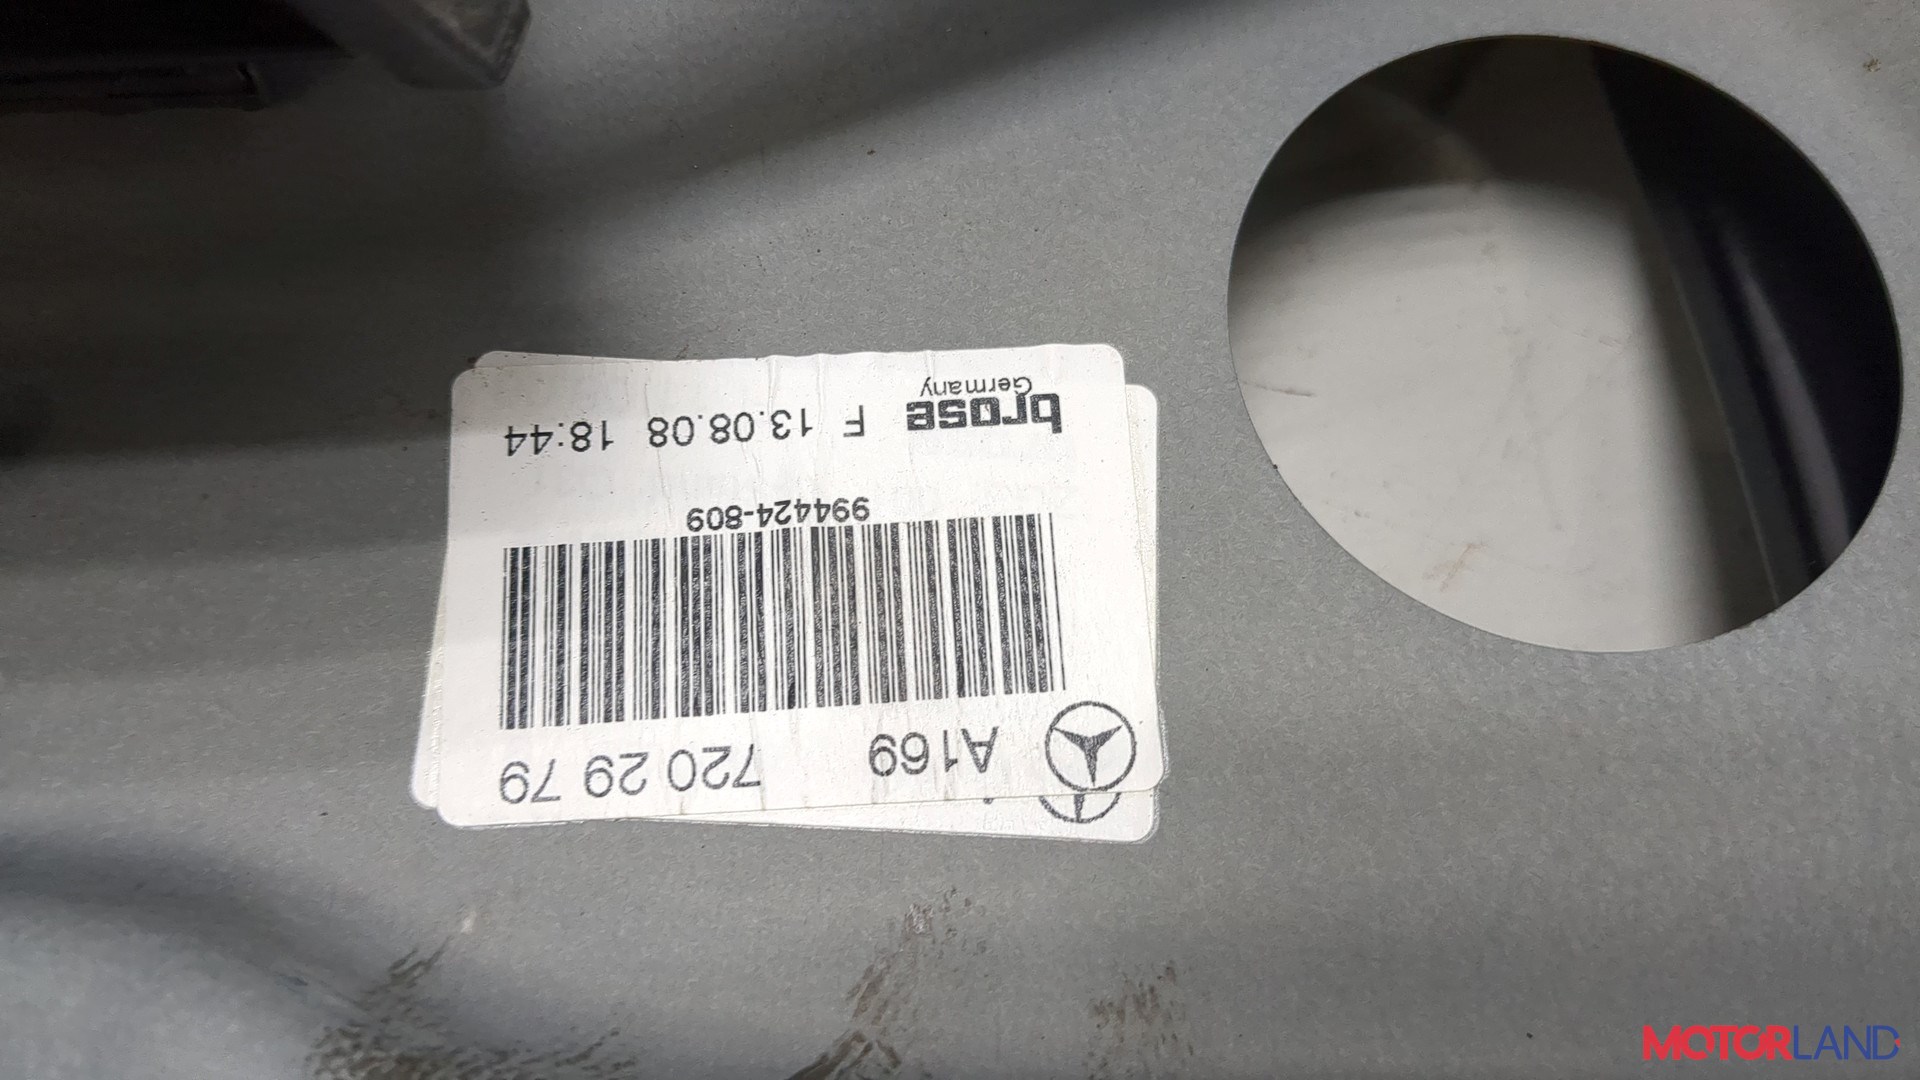 A169 720 29 79
994424-809
brose F 13.08.08 18:44
Germany
MOTORLAND